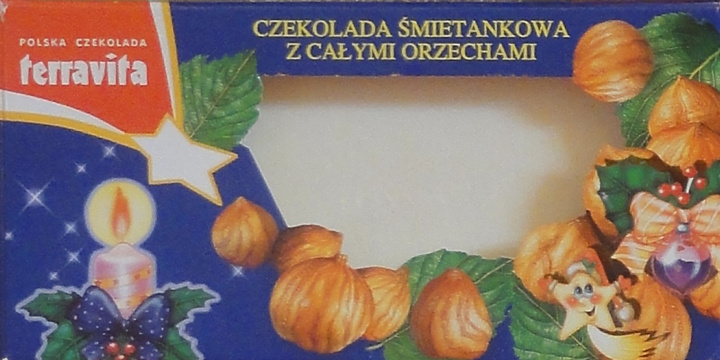 POLSKA CZEKOLADA
terravita
CZEKOLADA ŚMIETANKOWA
Z CAŁYMI ORZECHAMI